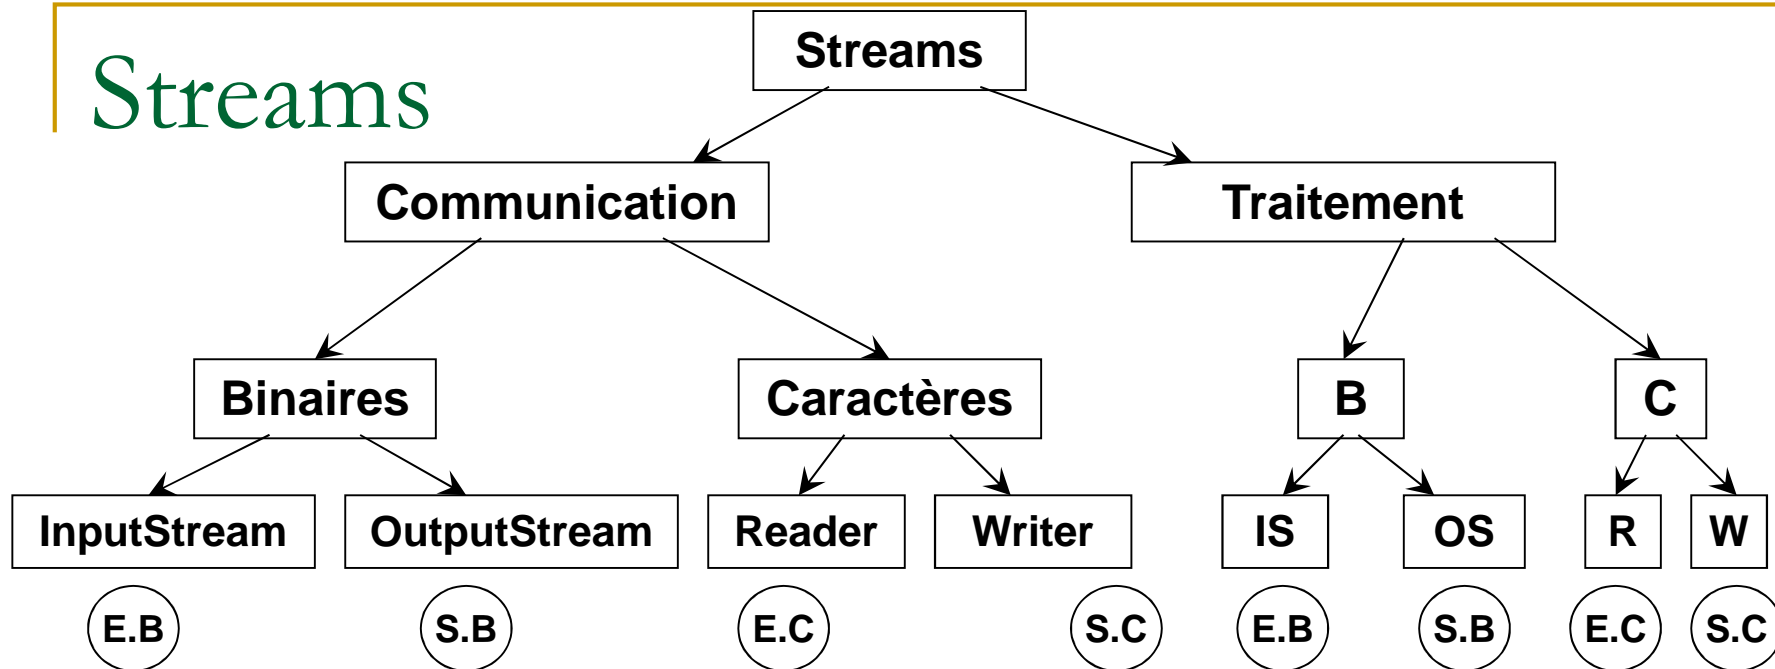 Streams
Streams
Communication
Traitement
Binaires
Caractères
B
C
InputStream
OutputStream
Reader
Writer
IS
OS
R
W
E.B
S.B
E.C
S.C
E.B
S.B
E.C
S.C